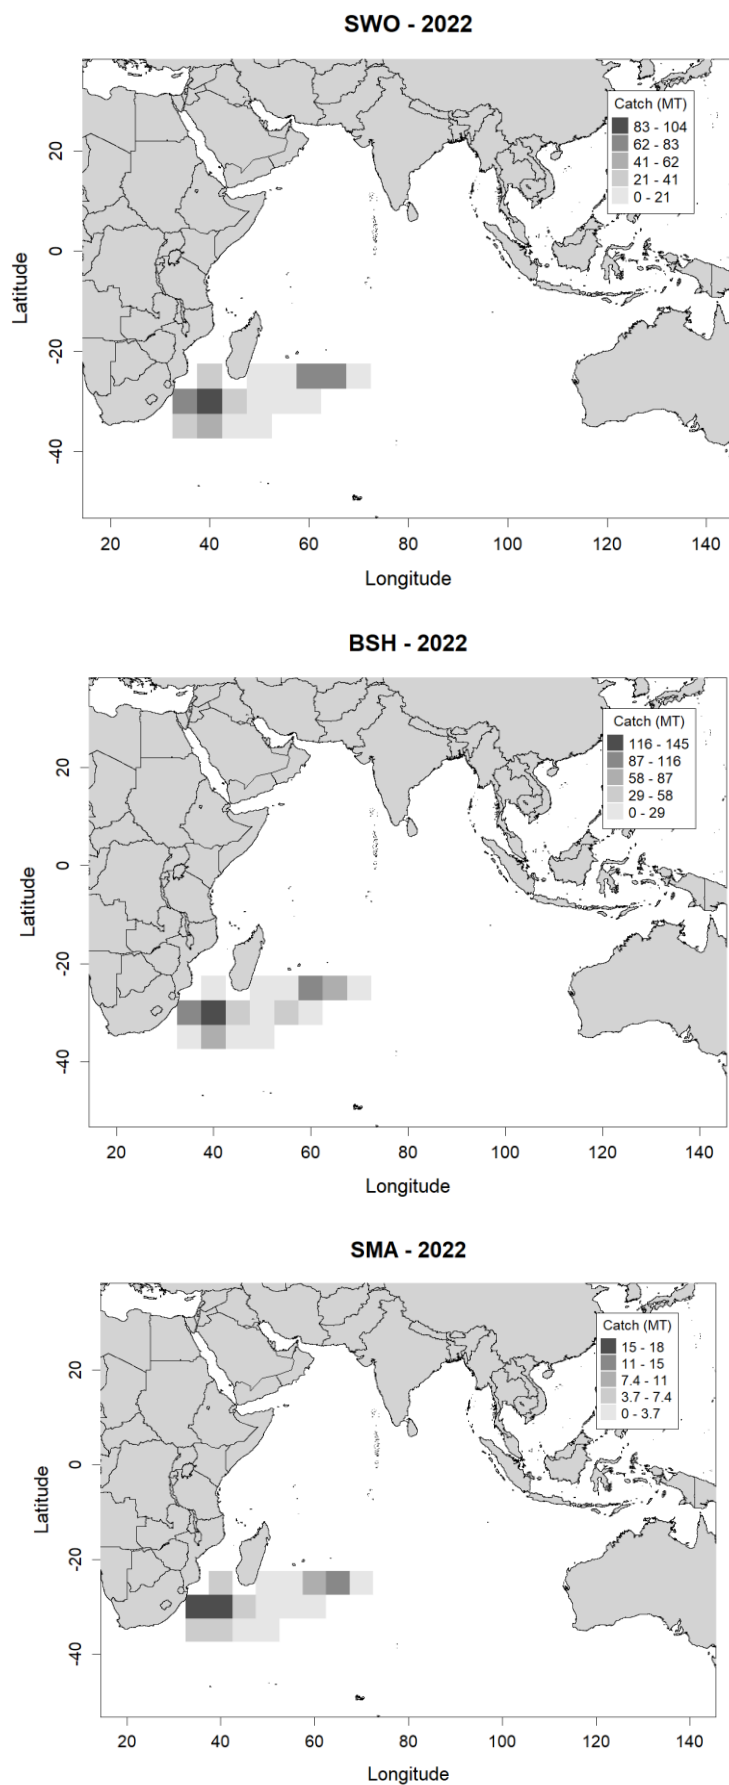 SWO - 2022
Catch (MT)
83 - 104
62 - 83
41 - 62
21 - 41
0 - 21
20
0
-20
-40
Latitude
20 40 60 80 100 120 140
Longitude
BSH - 2022
Catch (MT)
116 - 145
87 - 116
58 - 87
29 - 58
0 - 29
20
0
-20
-40
Latitude
20 40 60 80 100 120 140
Longitude
SMA - 2022
Catch (MT)
15 - 18
11 - 15
7.4 - 11
3.7 - 7.4
0 - 3.7
20
0
-20
-40
Latitude
20 40 60 80 100 120 140
Longitude